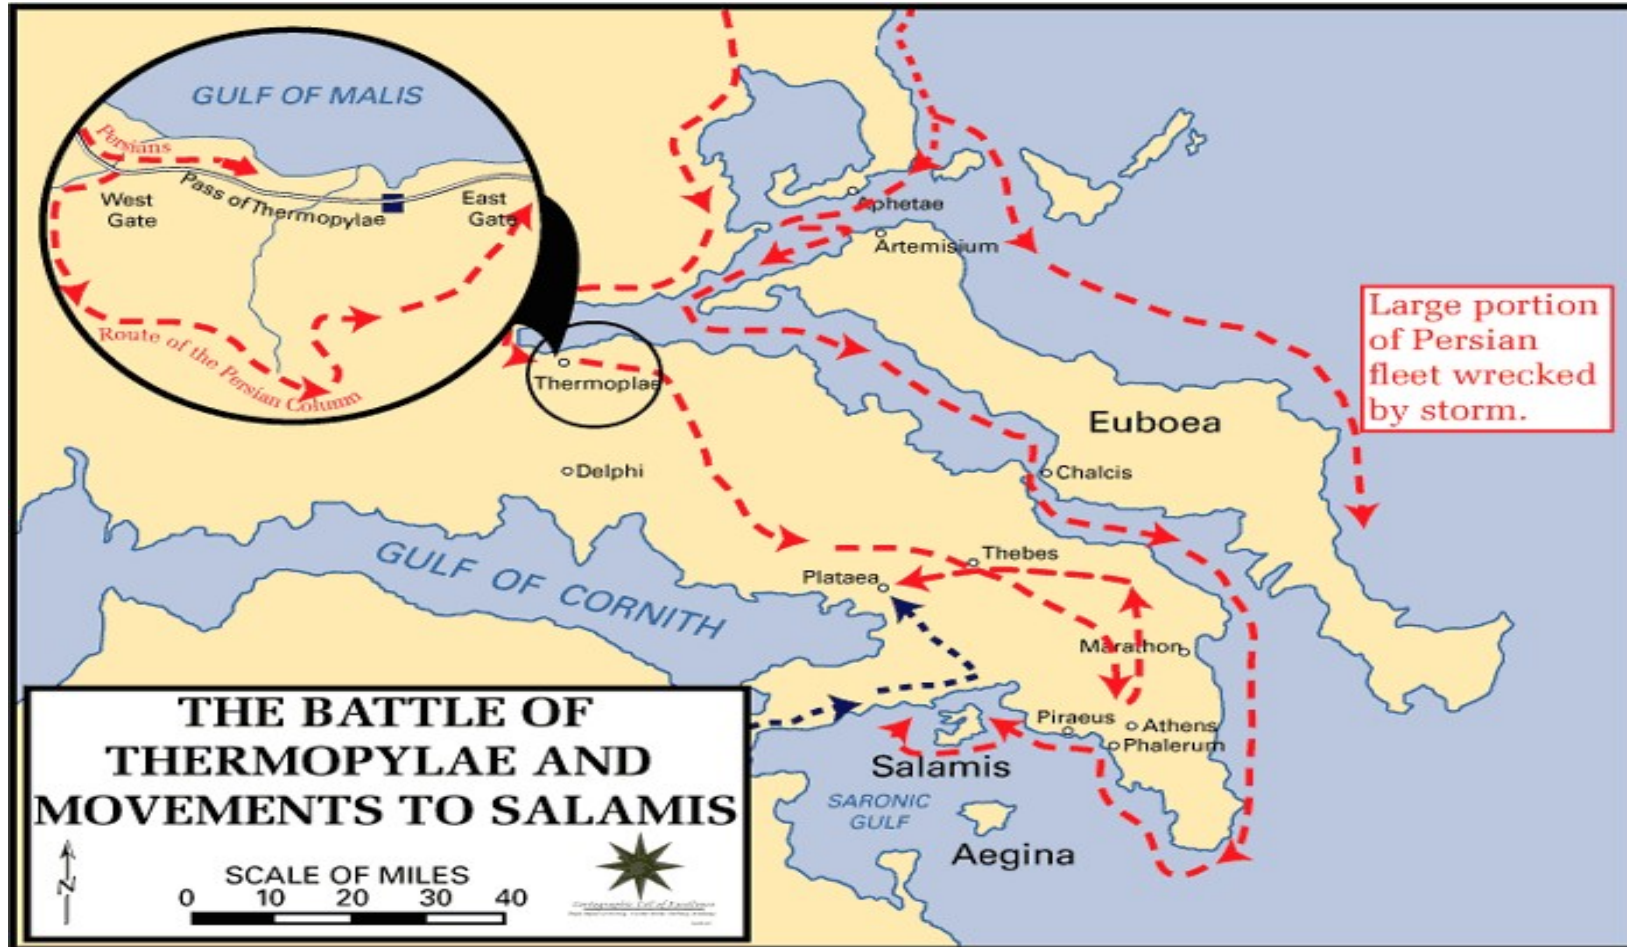 GULF OF MALIS
Persians
West
Gate
Pass of Thermopylae
East
Gate
Route of the Persian Column
Aphetae
Artemisium
Thermoplae
Large portion
of Persian
fleet wrecked
by storm.
Euboea
Delphi
Chalcis
GULF OF CORNITH
Thebes
Plataea
Marathon
Piraeus
Athens
Phalerum
Salamis
SARONIC
GULF
Aegina
THE BATTLE OF
THERMOPYLAE AND
MOVEMENTS TO SALAMIS
N
SCALE OF MILES
0 10 20 30 40